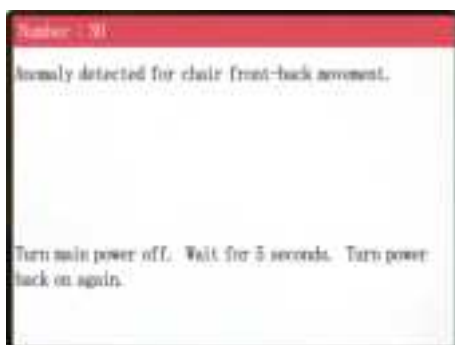 Number : 30
Anomaly detected for chair front-back movement.
Turn main power off. Wait for 5 seconds. Turn power
back on again.